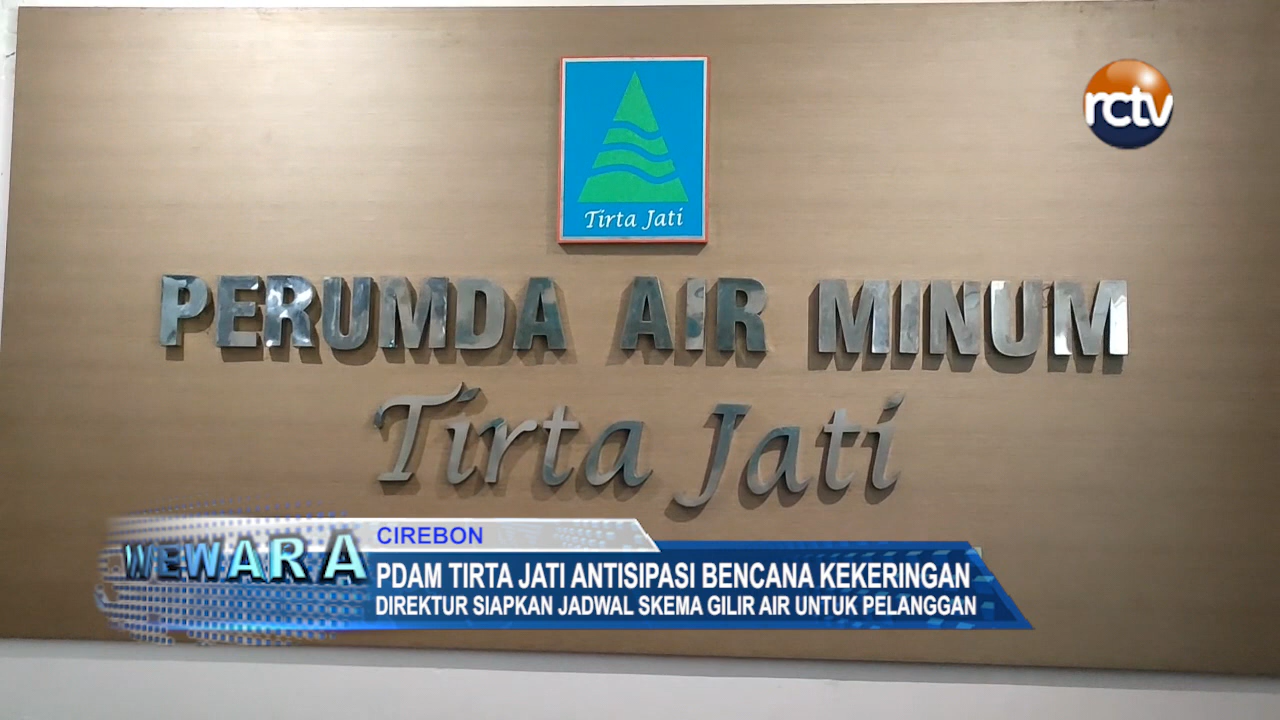 rctv
Tirta Jati
PERUMDA AIR MINUM
Tirta Jati
WEWARA
CIREBON
PDAM TIRTA JATI ANTISIPASI BENCANA KEKERINGAN
DIREKTUR SIAPKAN JADWAL SKEMA GILIR AIR UNTUK PELANGGAN